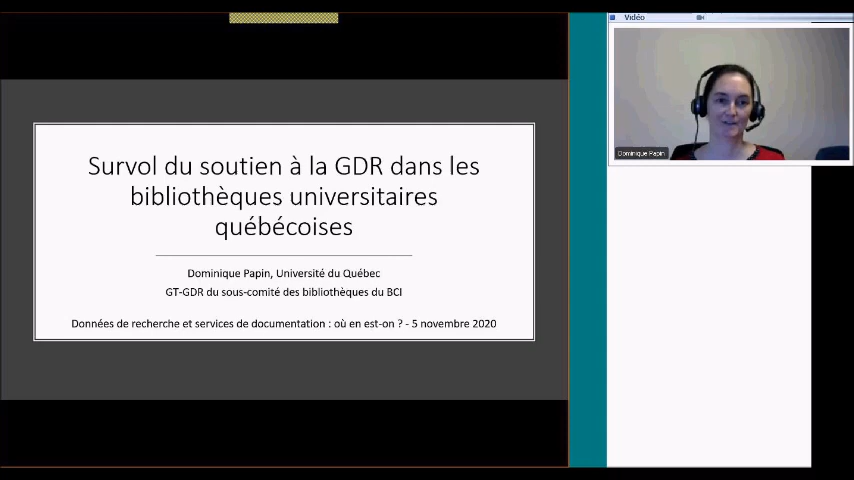 Vidéo
Dominique Papin
Survol du soutien à la GDR dans les
bibliothèques universitaires
québécoises
Dominique Papin, Université du Québec
GT-GDR du sous-comité des bibliothèques du BCI
Données de recherche et services de documentation : où en est-on ? - 5 novembre 2020